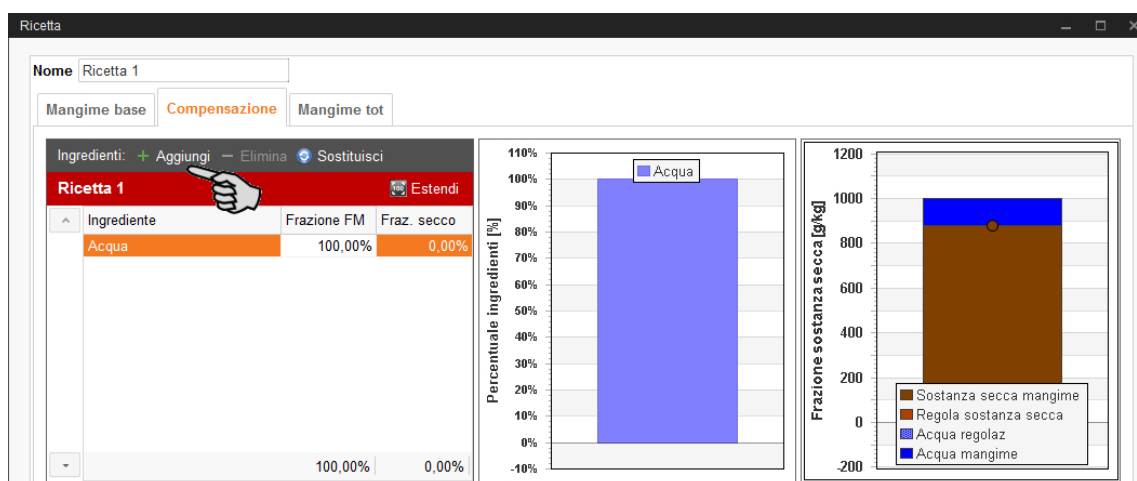 Ricetta
Nome Ricetta 1
Mangime base Compensazione Mangime tot
Ingredienti: + Aggiungi — Elimina Sostituisci
Ricetta 1 100 Estendi
Ingrediente Frazione FM Fraz. secco
Acqua 100,00% 0,00%
100,00% 0,00%
Percentuale ingredienti [%]
110%
100%
90%
80%
70%
60%
50%
40%
30%
20%
10%
0%
-10%
Acqua
Frazione sostanza secca [g/kg]
1200
1000
800
600
400
200
0
-200
Sostanza secca mangime
Regola sostanza secca
Acqua regolaz
Acqua mangime